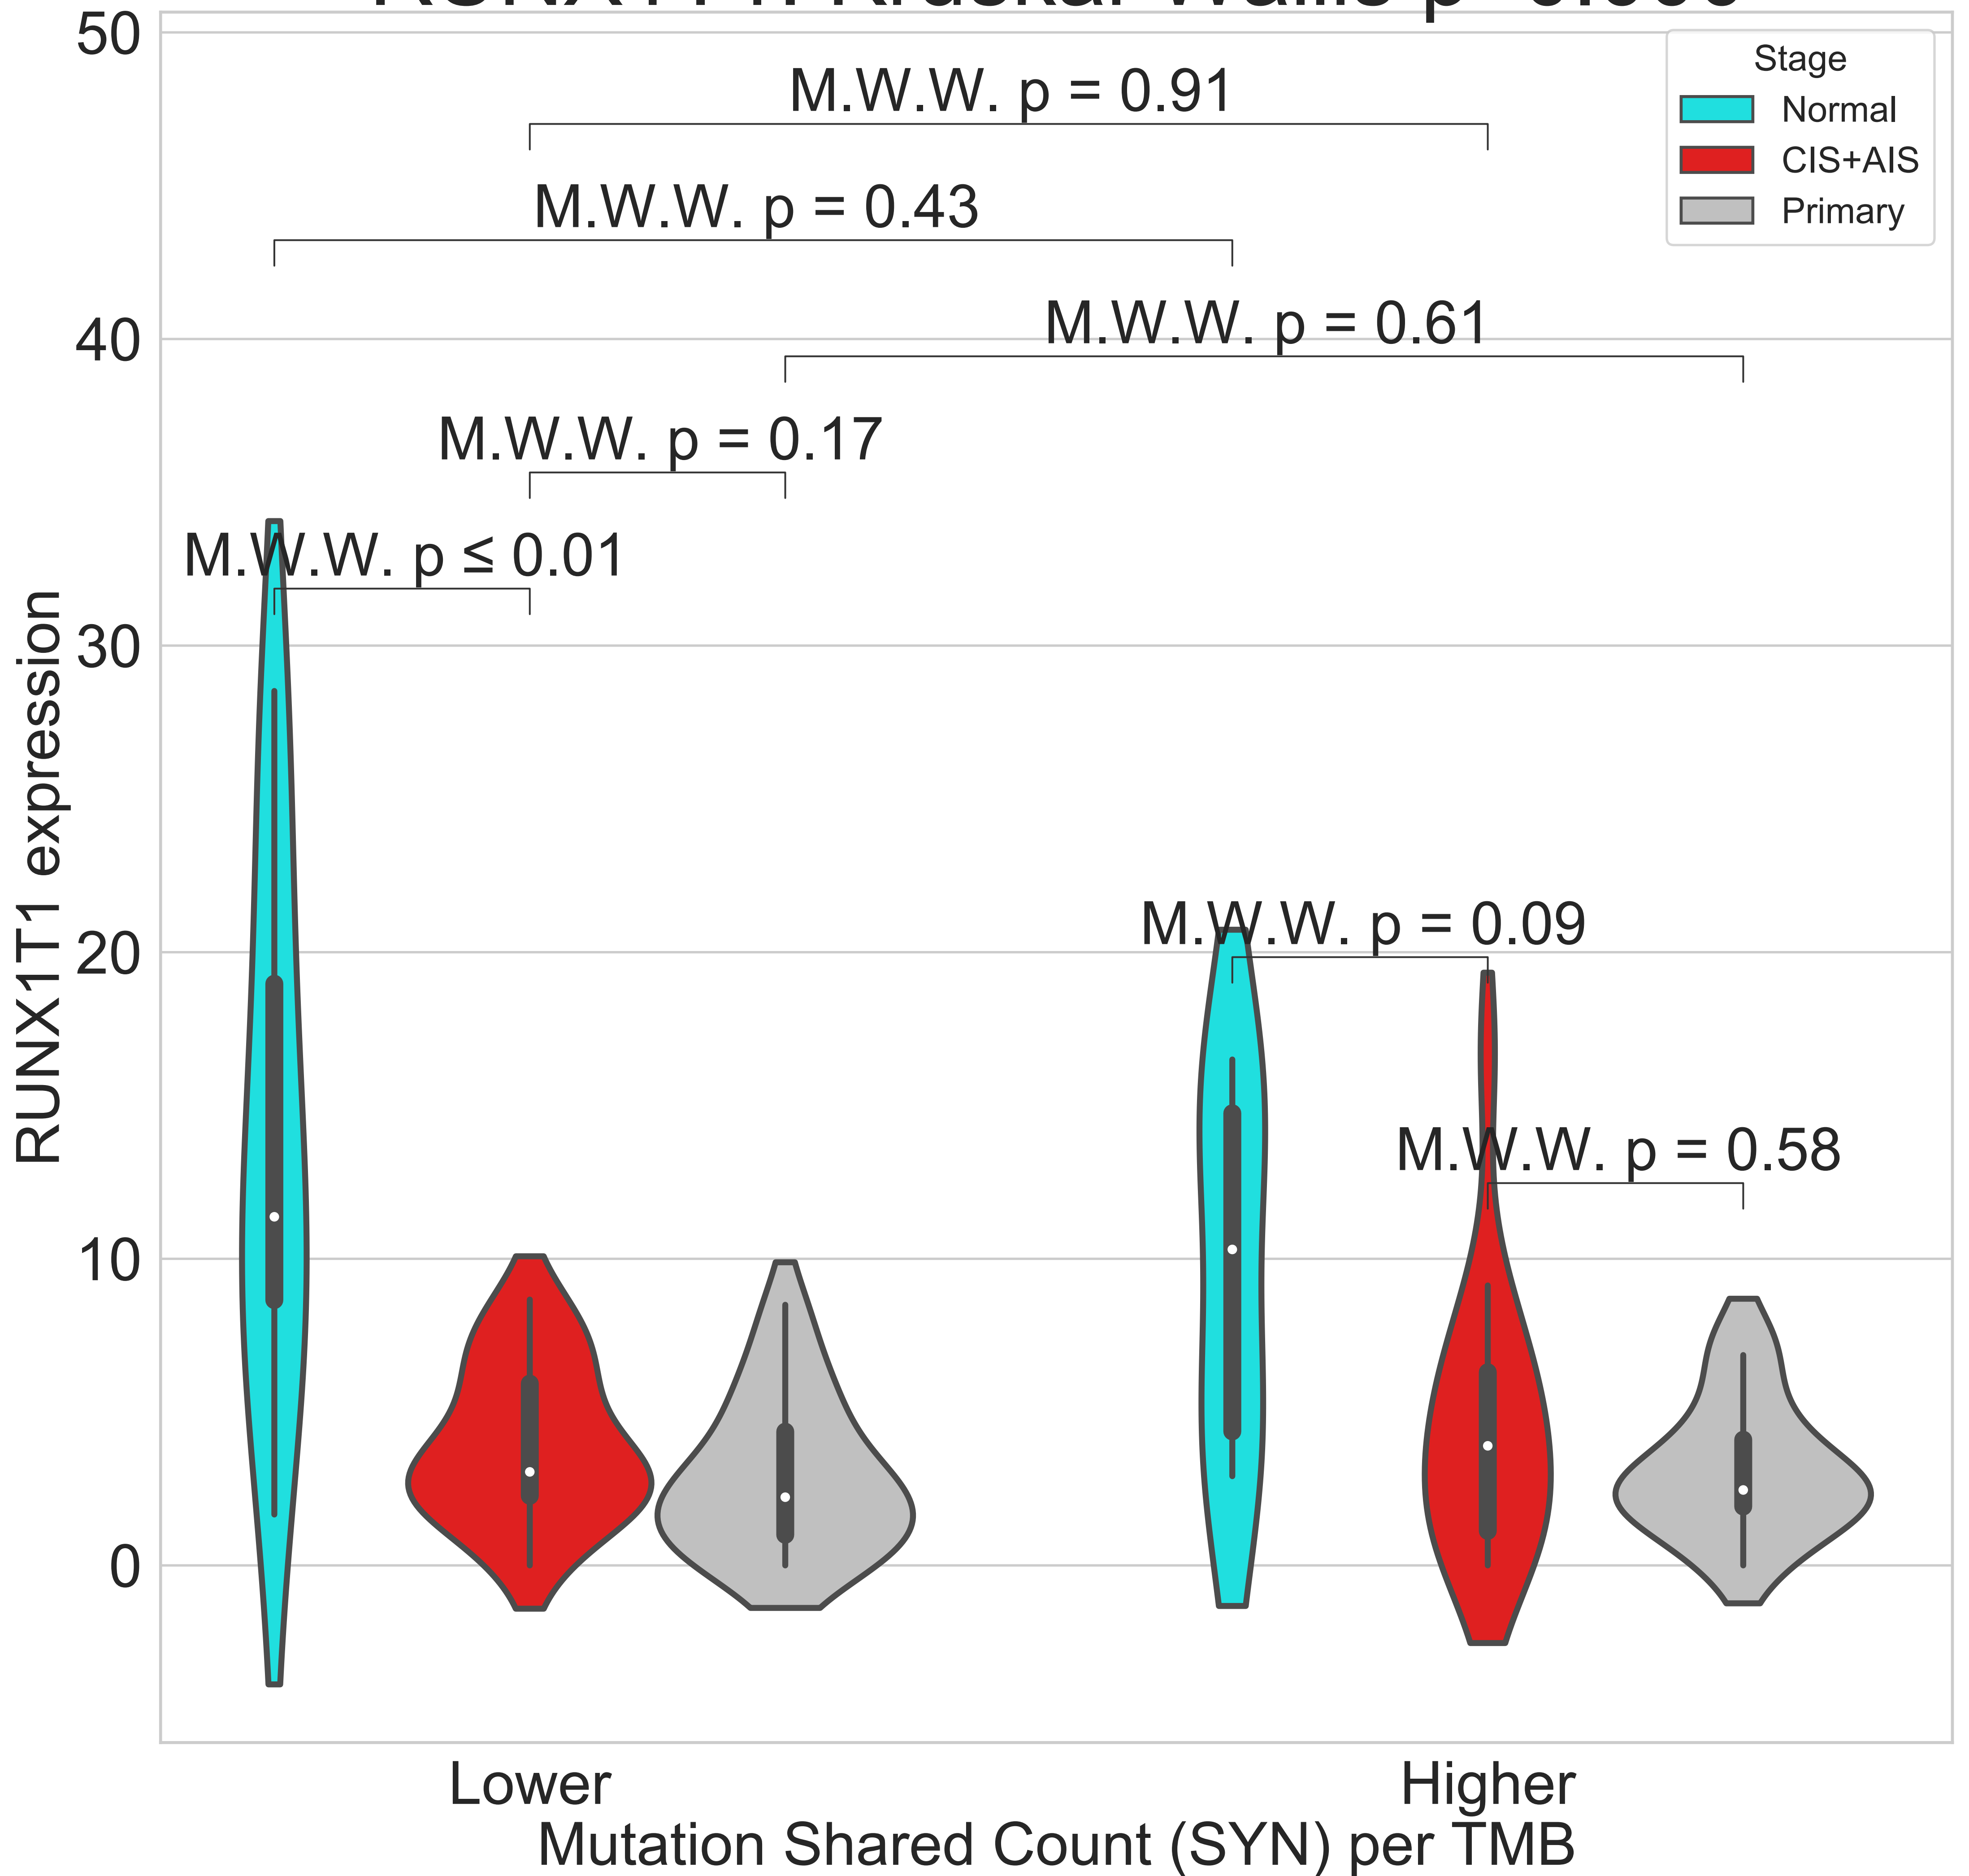 50
M.W.W. p = 0.91
Stage
Normal
CIS+AIS
Primary
M.W.W. p = 0.43
M.W.W. p = 0.61
40
M.W.W. p = 0.17
M.W.W. p ≤ 0.01
30
RUNX1T1 expression
20
M.W.W. p = 0.09
M.W.W. p = 0.58
10
0
Lower
Higher
Mutation Shared Count (SYN) per TMB